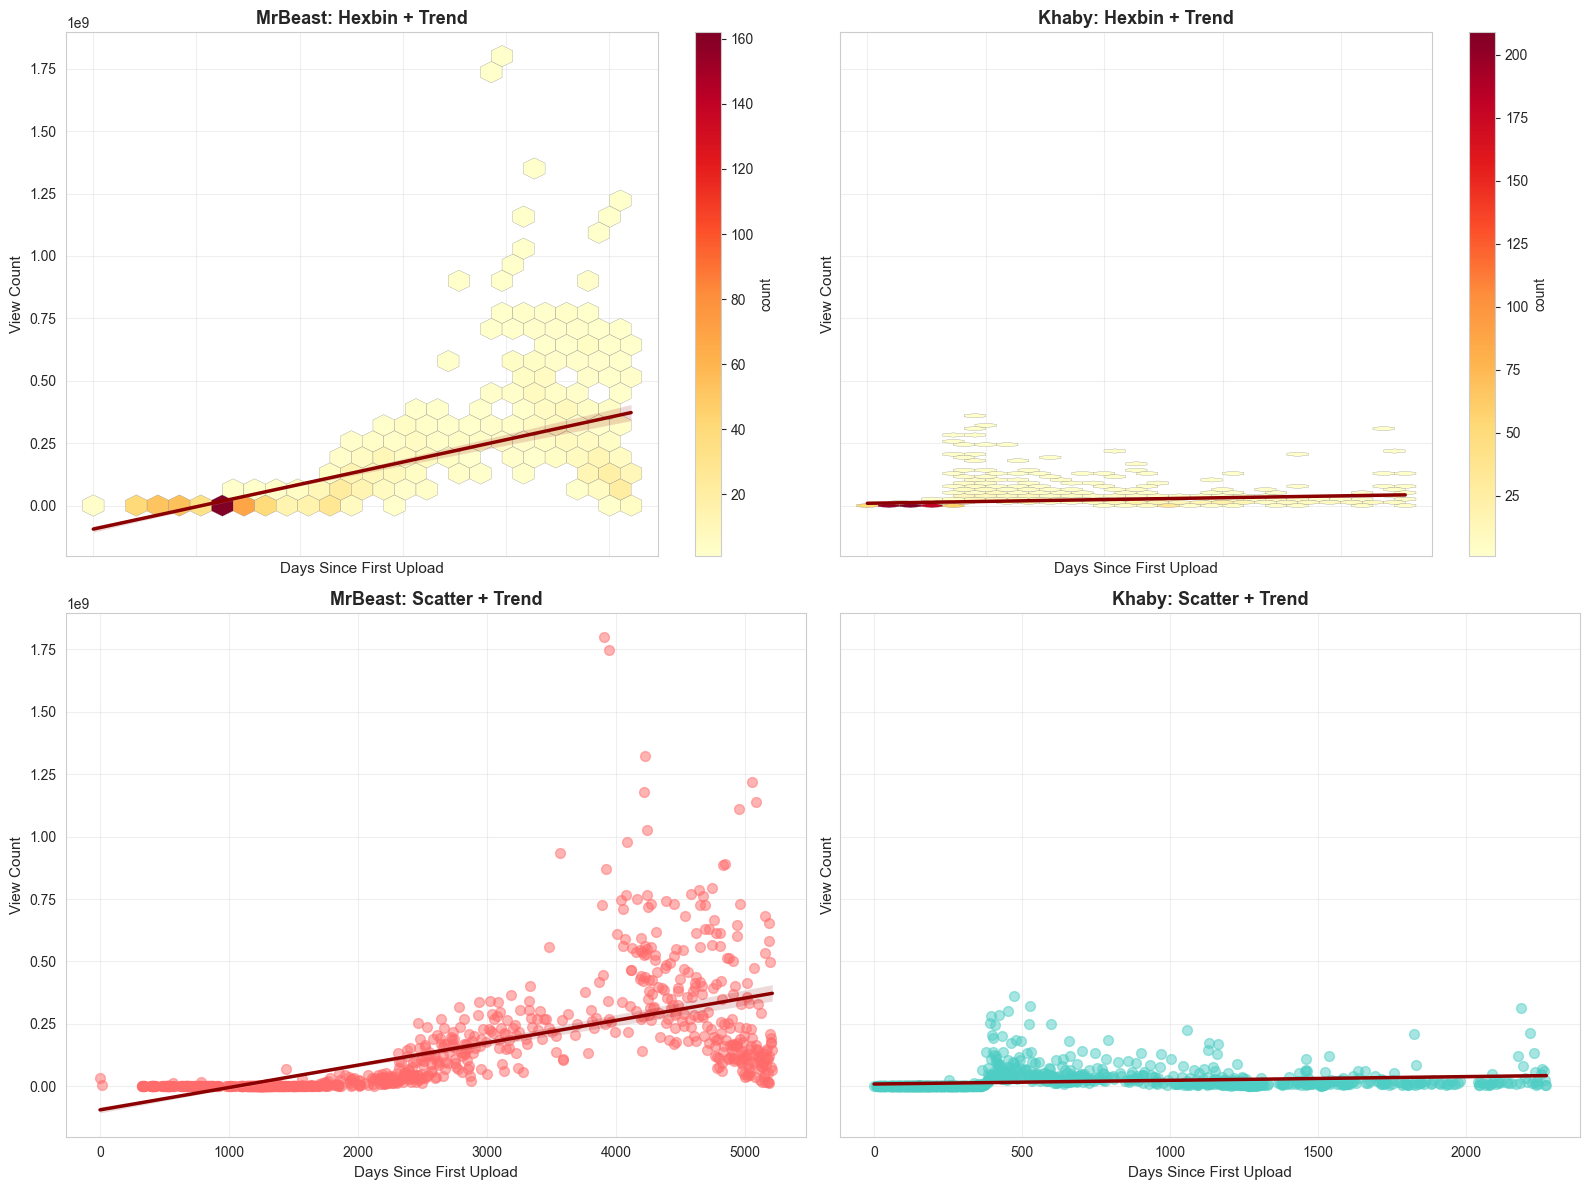 MrBeast: Hexbin + Trend
1e9
1.75
1.50
1.25
1.00
0.75
0.50
0.25
0.00
View Count
Days Since First Upload
160
140
120
100
80
60
40
20
count
Khaby: Hexbin + Trend
View Count
Days Since First Upload
200
175
150
125
100
75
50
25
count
MrBeast: Scatter + Trend
1e9
1.75
1.50
1.25
1.00
0.75
0.50
0.25
0.00
View Count
0 1000 2000 3000 4000 5000
Days Since First Upload
Khaby: Scatter + Trend
View Count
0 500 1000 1500 2000
Days Since First Upload